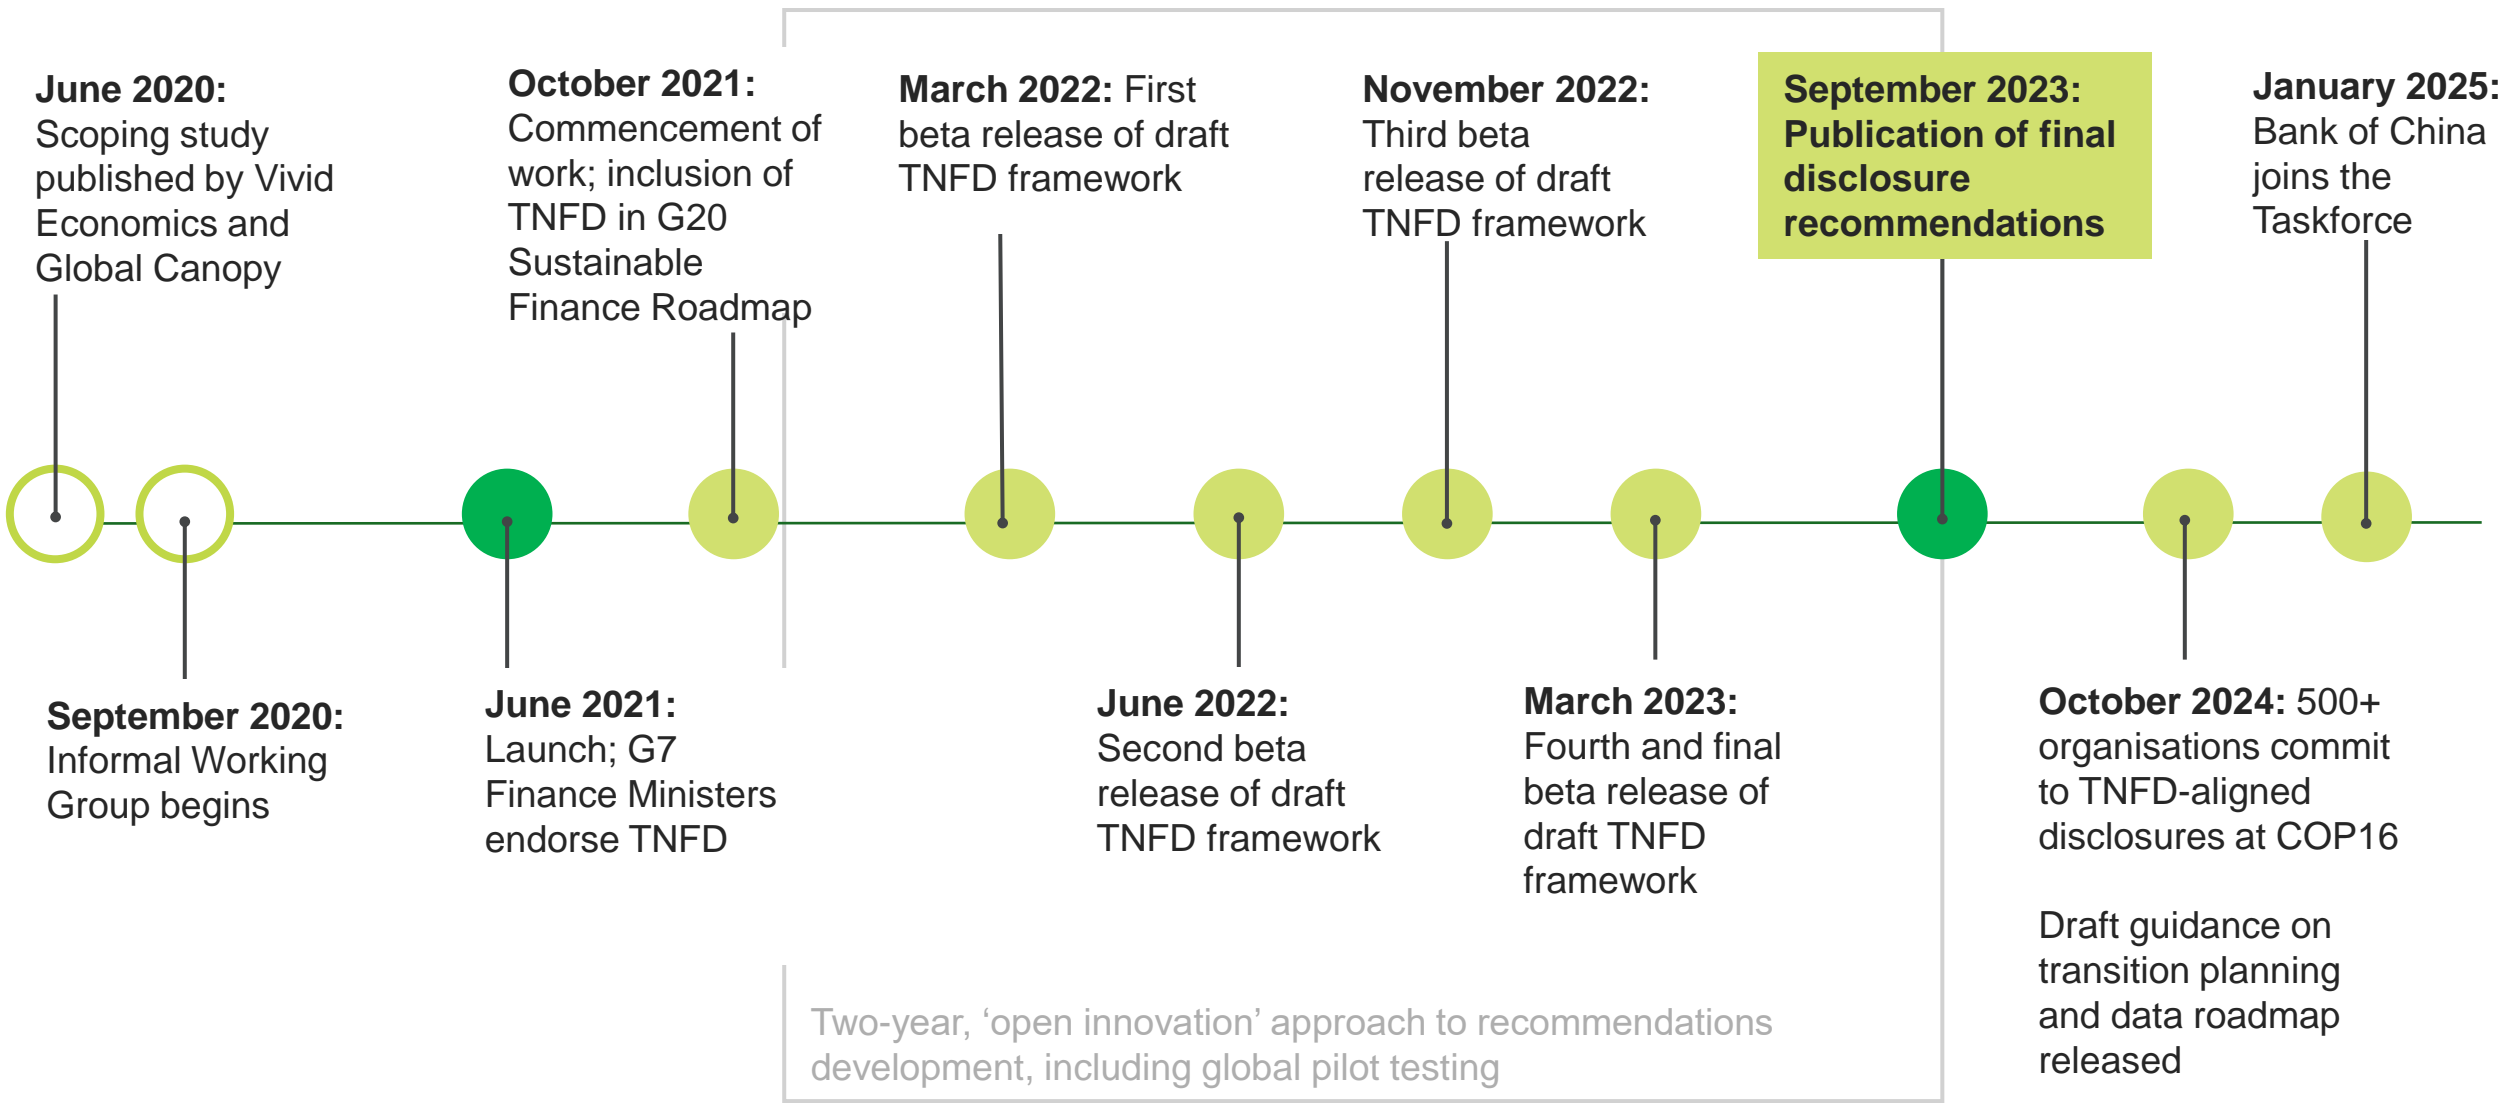 June 2020:
Scoping study
published by Vivid
Economics and
Global Canopy
October 2021:
Commencement of
work; inclusion of
TNFD in G20
Sustainable
Finance Roadmap
March 2022: First
beta release of draft
TNFD framework
November 2022:
Third beta
release of draft
TNFD framework
September 2023:
Publication of final
disclosure
recommendations
January 2025:
Bank of China
joins the
Taskforce
September 2020:
Informal Working
Group begins
June 2021:
Launch; G7
Finance Ministers
endorse TNFD
June 2022:
Second beta
release of draft
TNFD framework
March 2023:
Fourth and final
beta release of
draft TNFD
framework
October 2024: 500+
organisations commit
to TNFD-aligned
disclosures at COP16
Draft guidance on
transition planning
and data roadmap
released
Two-year, ‘open innovation’ approach to recommendations
development, including global pilot testing